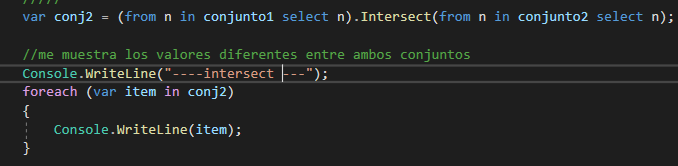 /////
var conj2 = (from n in conjunto1 select n).Intersect(from n in conjunto2 select n);
//me muestra los valores diferentes entre ambos conjuntos
Console.WriteLine("----intersect ---");
foreach (var item in conj2)
{
Console.WriteLine(item);
}